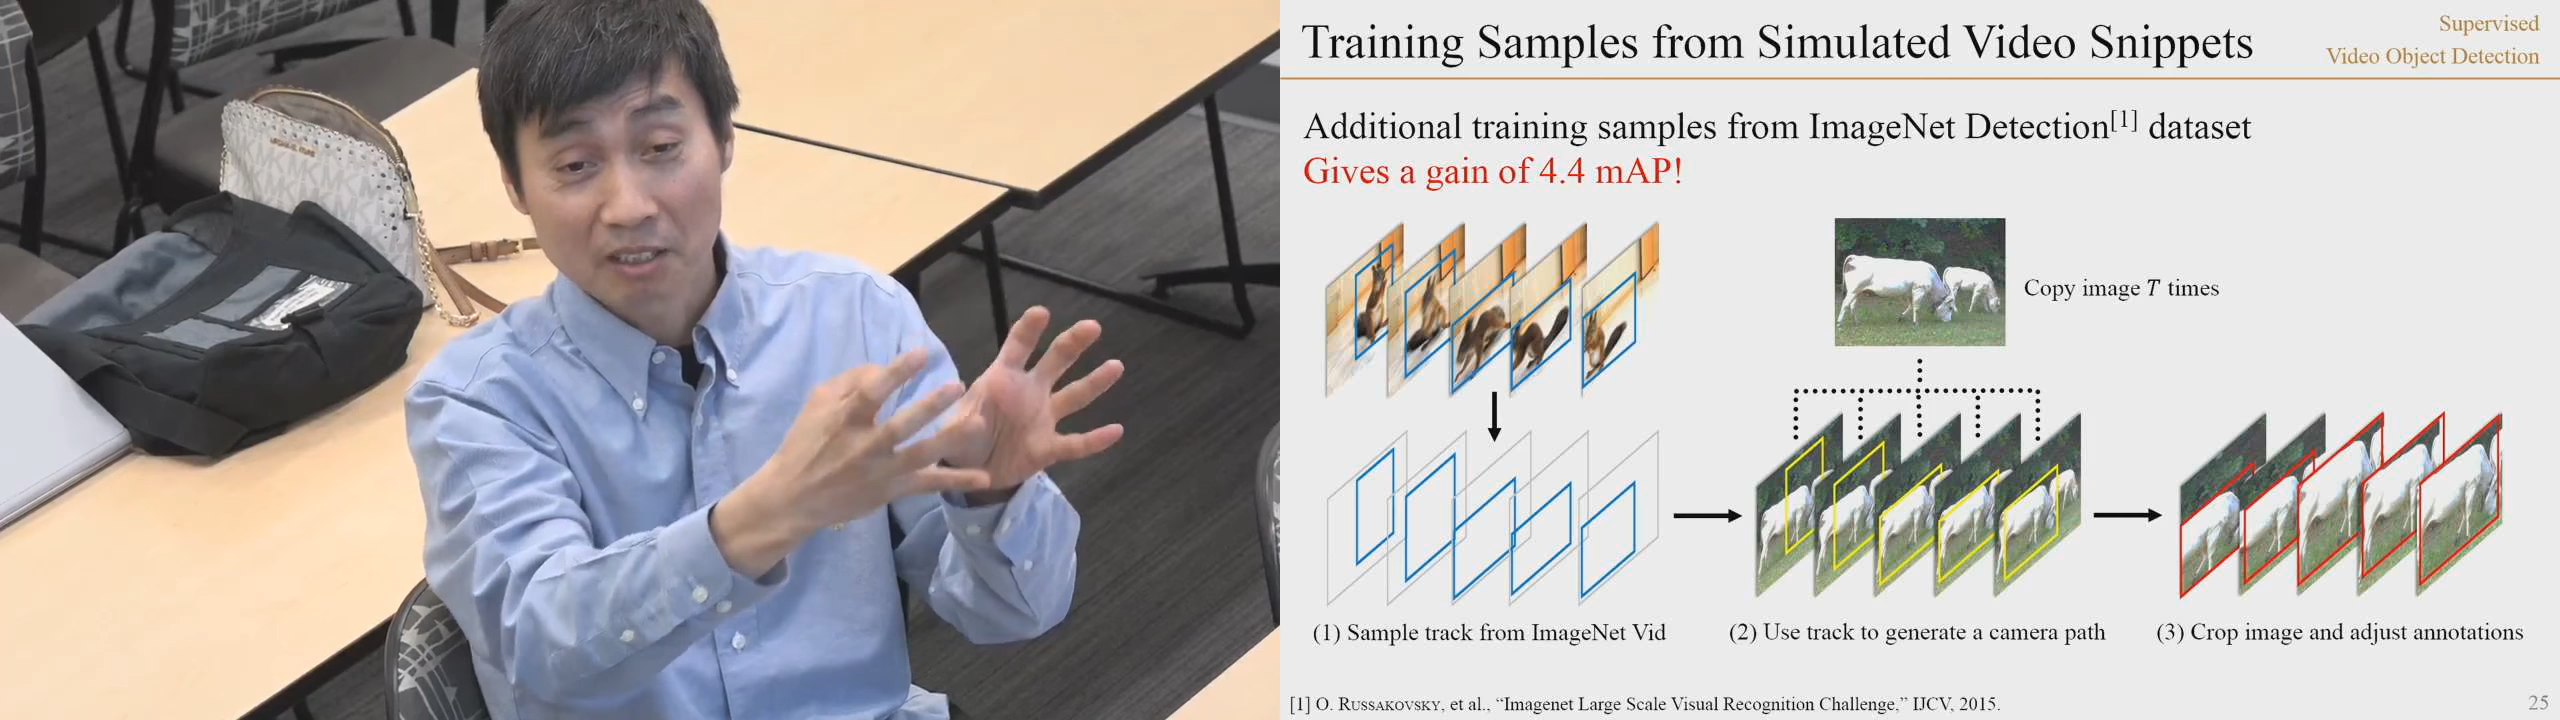 Training Samples from Simulated Video Snippets
Supervised
Video Object Detection
Additional training samples from ImageNet Detection[1] dataset
Gives a gain of 4.4 mAP!
Copy image T times
(1) Sample track from ImageNet Vid
(2) Use track to generate a camera path
(3) Crop image and adjust annotations
[1] O. RUSSAKOVSKY, et al., “Imagenet Large Scale Visual Recognition Challenge,” IJCV, 2015.
25